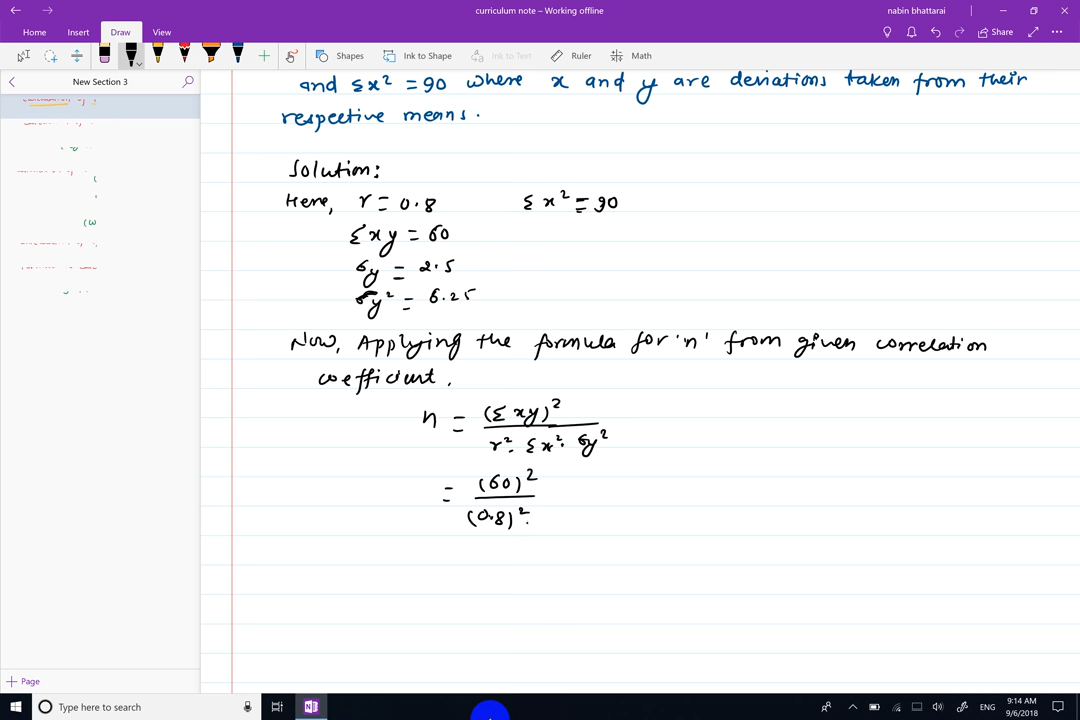 curriculum note – Working offline
nabin bhattarai
Home Insert Draw View
Share
Shapes
Ink to Shape
Ink to Text
Ruler
Math
New Section 3
and Σx² = 90 where x and y are deviations taken from their
respective means.
Solution:
Here, r = 0.8 Σx² = 90
Σxy = 60
σy = 2.5
σy² = 6.25
Now, Applying the formula for 'n' from given correlation
coefficient.
n = (Σxy)² / r². Σx². σy²
= (60)² / (0.8)².
Page
Type here to search
ENG
9:14 AM
9/6/2018